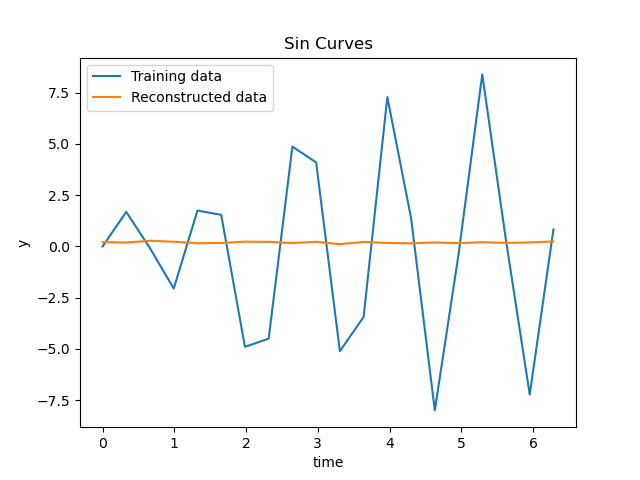 Sin Curves
Training data
Reconstructed data
7.5
5.0
2.5
0.0
−2.5
−5.0
−7.5
y
0 1 2 3 4 5 6
time